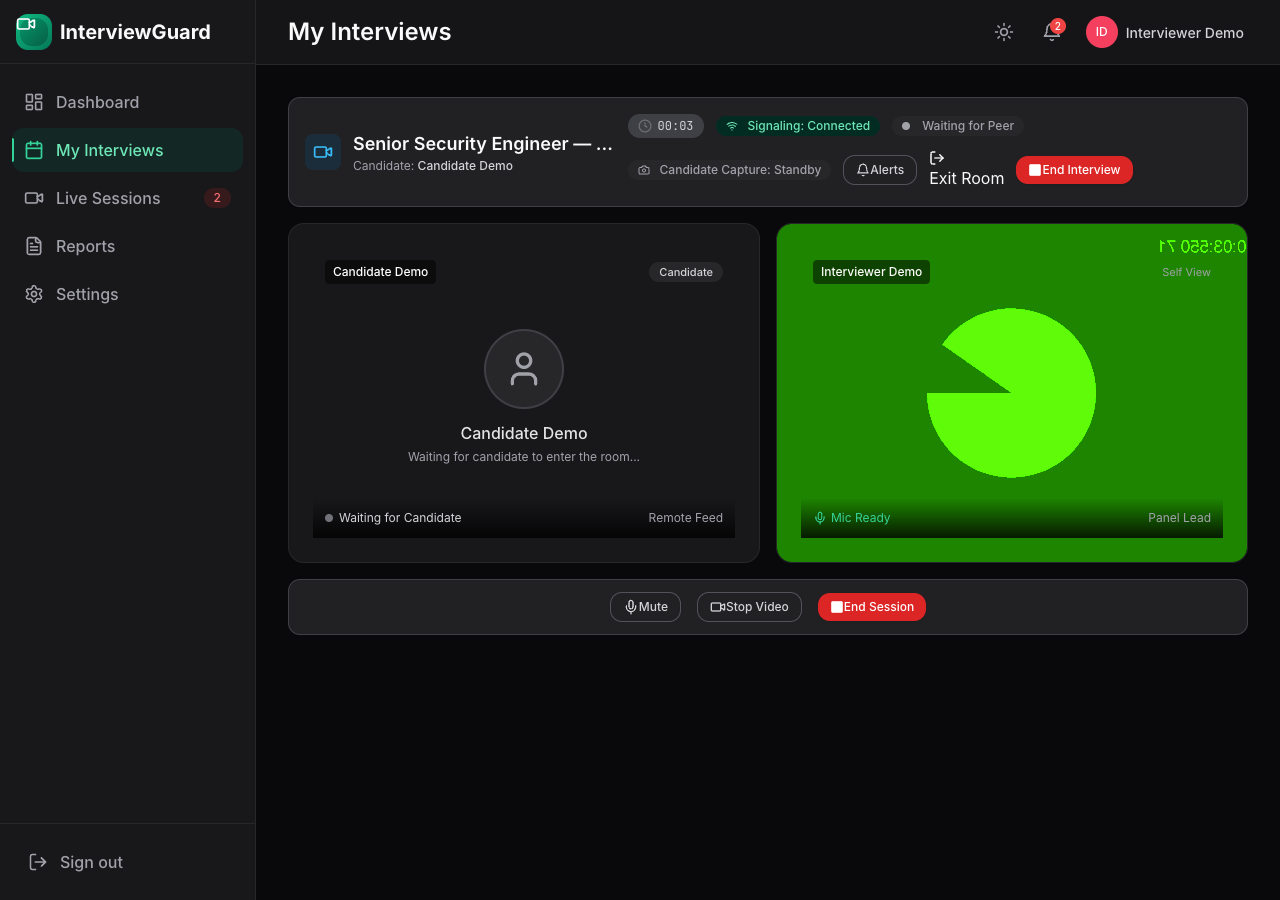 InterviewGuard
My Interviews
2
ID
Interviewer Demo
Dashboard
My Interviews
Live Sessions
2
Reports
Settings
Sign out
Senior Security Engineer — ...
Candidate: Candidate Demo
00:03
Signaling: Connected
Waiting for Peer
Candidate Capture: Standby
Alerts
Exit Room
End Interview
Candidate Demo
Candidate
Candidate Demo
Waiting for candidate to enter the room...
Waiting for Candidate
Remote Feed
Interviewer Demo
Self View
Mic Ready
Panel Lead
Mute
Stop Video
End Session